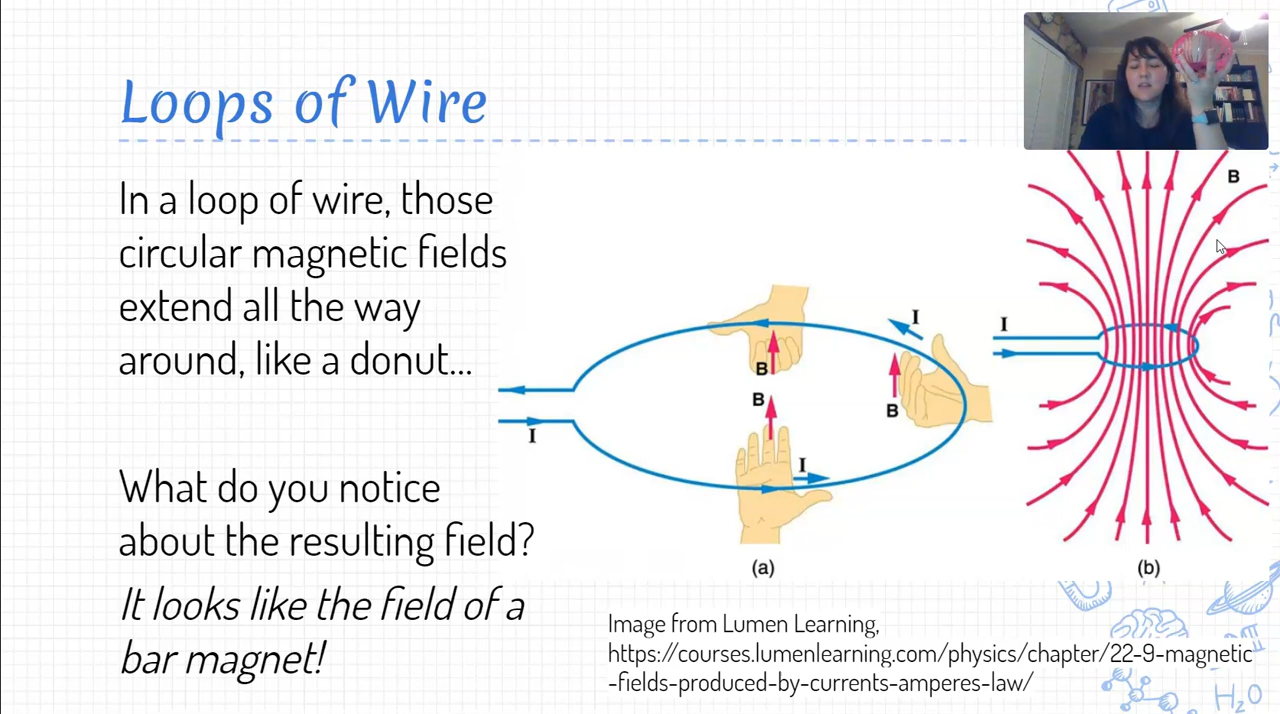 Loops of Wire
In a loop of wire, those
circular magnetic fields
extend all the way
around, like a donut...
What do you notice
about the resulting field?
It looks like the field of a
bar magnet!
I
B
B
I
I
B
(a)
B
I
(b)
Image from Lumen Learning,
https://courses.lumenlearning.com/physics/chapter/22-9-magnetic
-fields-produced-by-currents-amperes-law/
H₂O